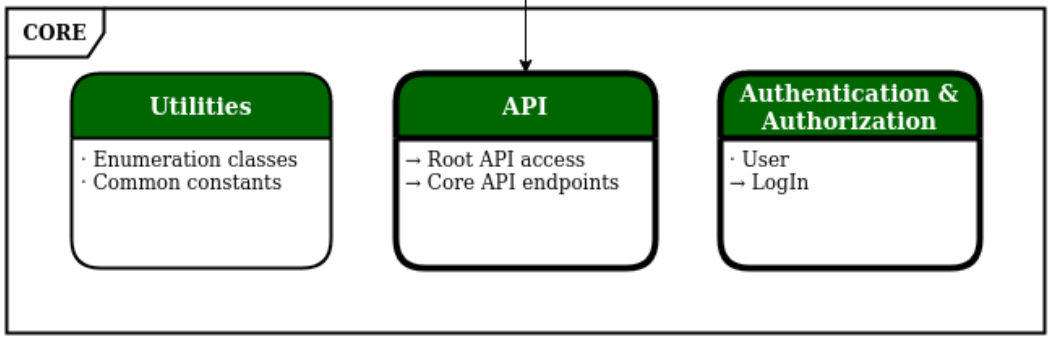 CORE
Utilities
· Enumeration classes
· Common constants
API
→ Root API access
→ Core API endpoints
Authentication &
Authorization
· User
→ LogIn